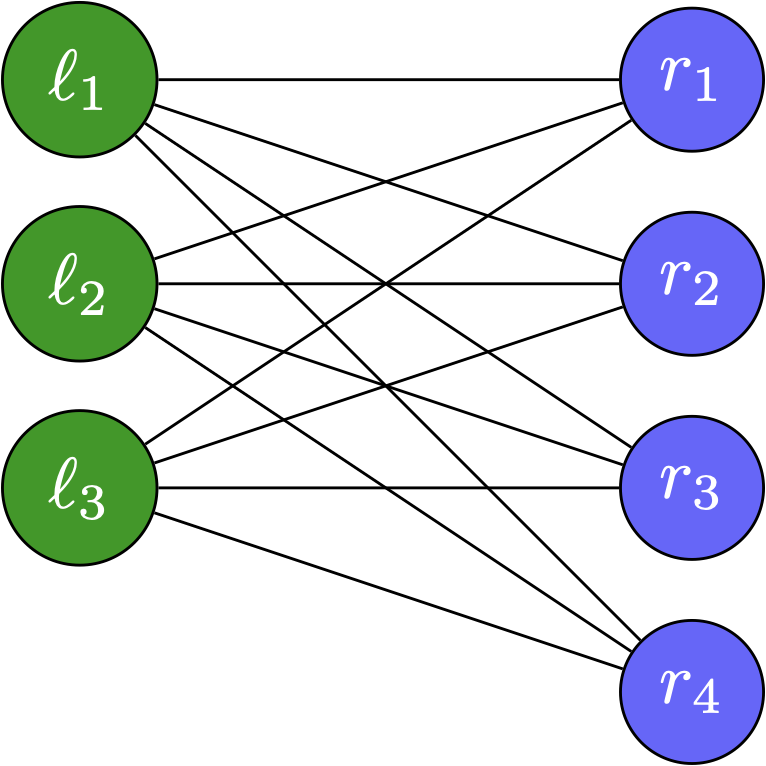 ℓ₁ r₁
ℓ₂ r₂
ℓ₃ r₃
r₄